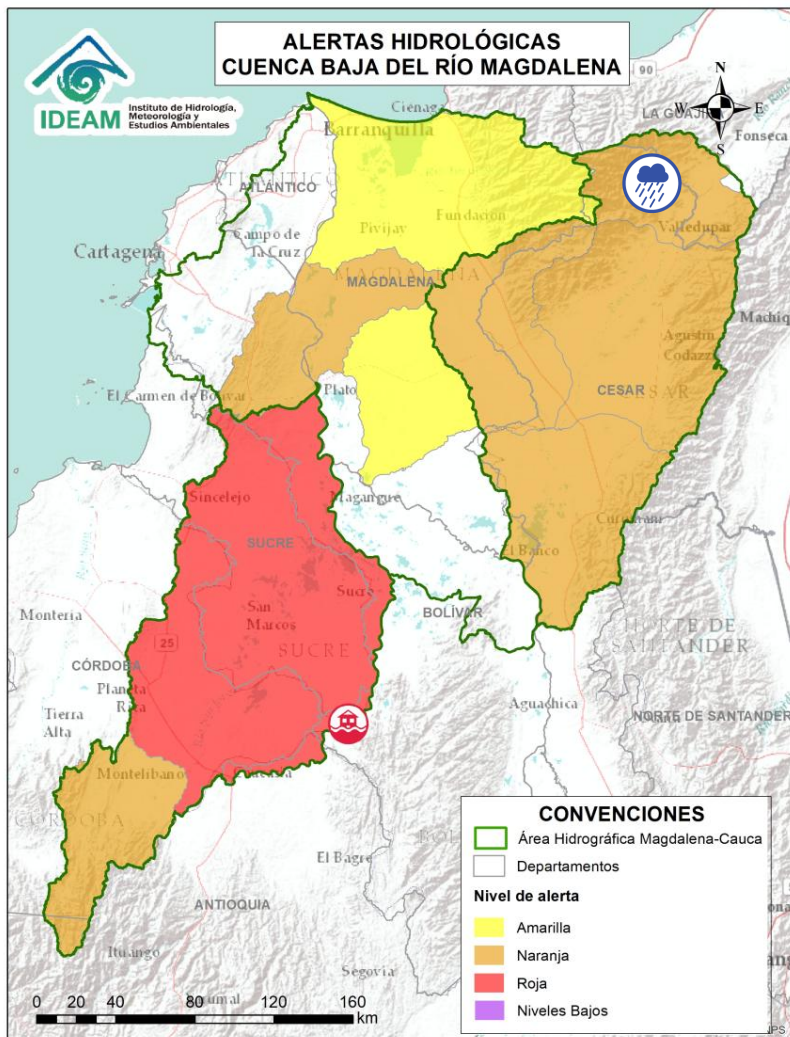 ALERTAS HIDROLÓGICAS
CUENCA BAJA DEL RÍO MAGDALENA
IDEAM
Instituto de Hidrología,
Meteorología y
Estudios Ambientales
90
N
W
E
S
LA GUAJIRA
Fonseca
Ciénaga
Barranquilla
ATLÁNTICO
Cartagena
Campo de
La Cruz
Pivijay
Fundación
Valledupar
MAGDALENA
MAGDALENA
Machiq
Agustín
Codazzi
CESAR
CESAR
El Carmen de Bolívar
Plato
Sincelejo
Magangué
SUCRE
Curumaní
El Banco
Sucre
San
Marcos
BOLÍVAR
SUCRE
Montería
25
CÓRDOBA
Planeta
Rica
Tierra
Alta
NORTE DE
SANTANDER
NORTE DE SANTANDER
Aguachica
Montelíbano
Caucasia
CÓRDOBA
El Bagre
ANTIOQUIA
Ituango
Segovia
CONVENCIONES
Área Hidrográfica Magdalena-Cauca
Departamentos
Nivel de alerta
Amarilla
Naranja
Roja
Niveles Bajos
0 20 40 80 120 160
km